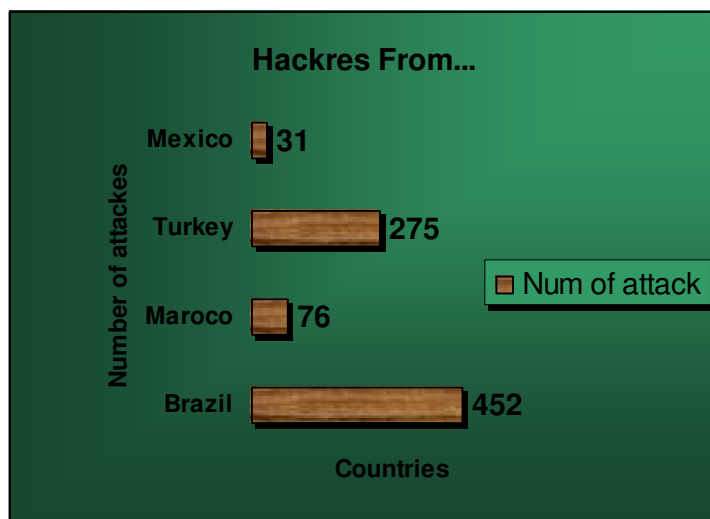 Hackres From...
Mexico
31
Turkey
275
Maroco
76
Brazil
452
Number of attackes
Countries
Num of attack